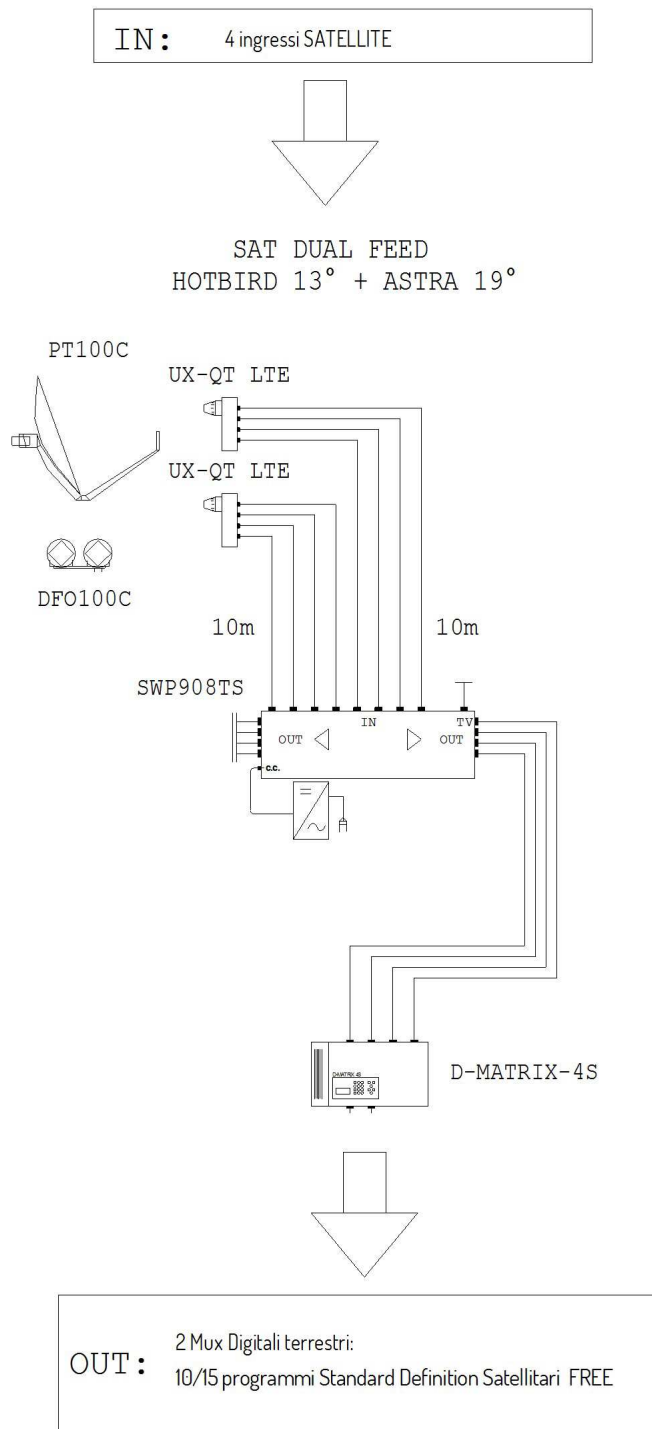 IN: 4 ingressi SATELLITE
SAT DUAL FEED
HOTBIRD 13° + ASTRA 19°
PT100C
UX-QT LTE
UX-QT LTE
DFO100C
10m
10m
SWP908TS
IN
TV
OUT
OUT
c.c.
D-MATRIX 4S
D-MATRIX-4S
OUT:
2 Mux Digitali terrestri:
10/15 programmi Standard Definition Satellitari FREE